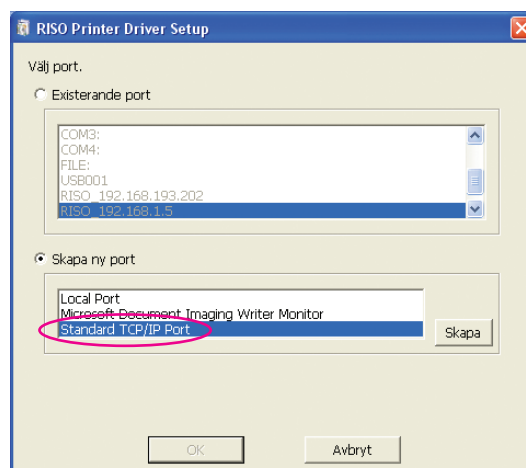 RISO Printer Driver Setup
Välj port.
Existerande port
COM3:
COM4:
FILE:
USB001
RISO_192.168.193.202
RISO_192.168.1.5
Skapa ny port
Local Port
Microsoft Document Imaging Writer Monitor
Standard TCP/IP Port
Skapa
OK
Avbryt